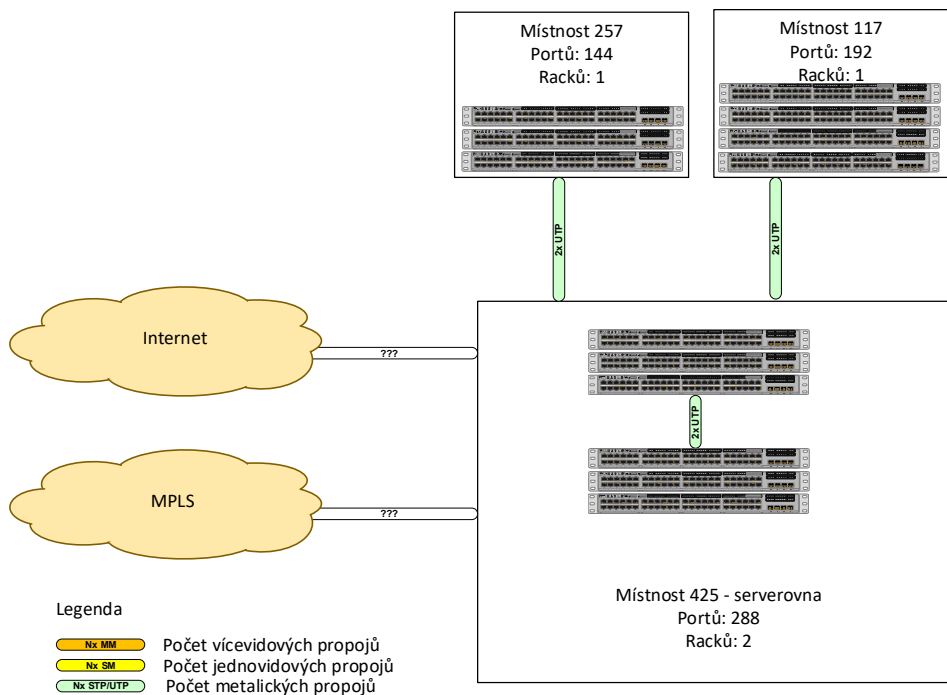 Místnost 257
Portů: 144
Racků: 1
Místnost 117
Portů: 192
Racků: 1
2x UTP
2x UTP
Internet
???
2x UTP
MPLS
???
Místnost 425 - serverovna
Portů: 288
Racků: 2
Legenda
Nx MM
Počet vícevidových propojů
Nx SM
Počet jednovidových propojů
Nx STP/UTP
Počet metalických propojů